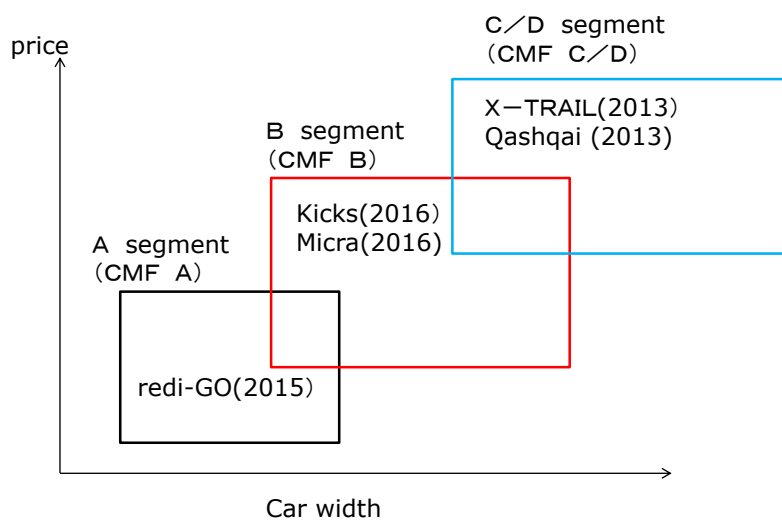 C／D segment
(CMF C／D)
price
X－TRAIL(2013）
Qashqai (2013)
B segment
（CMF B）
Kicks(2016）
Micra(2016)
A segment
（CMF A）
redi-GO(2015）
Car width